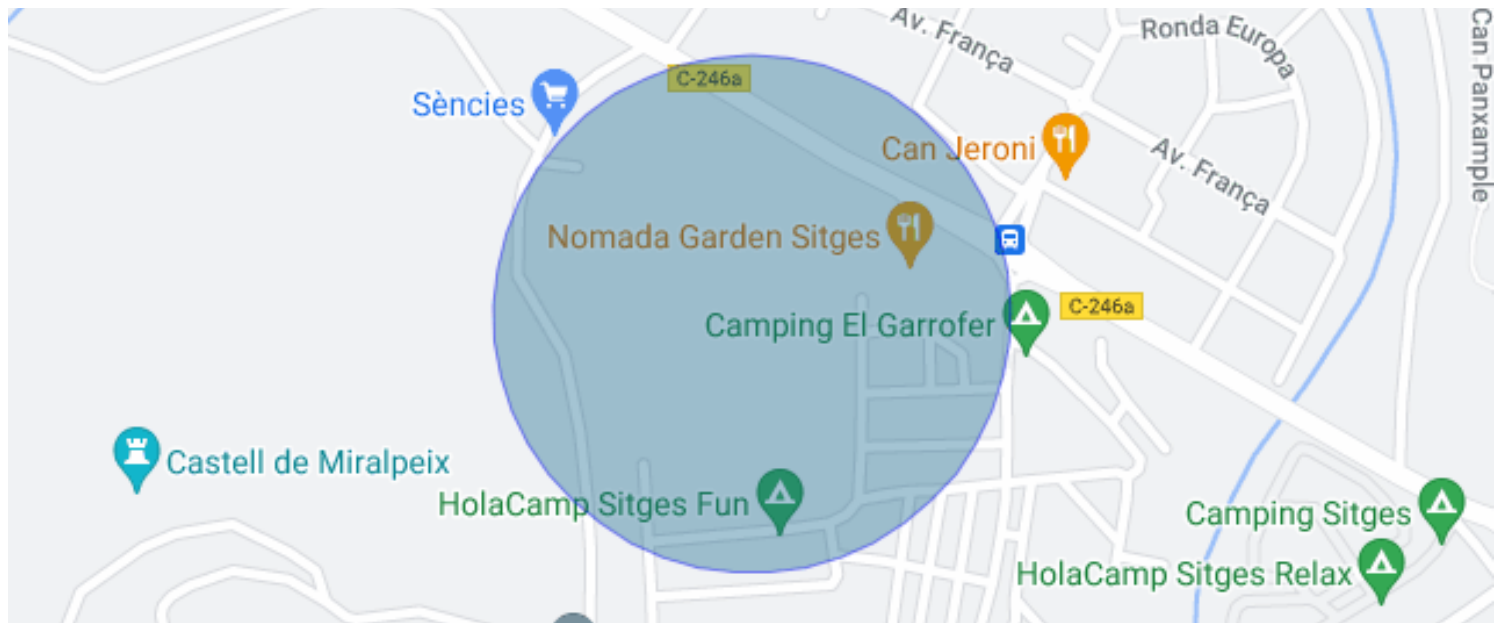 Av. França
Ronda Europa
Can Panxample
C-246a
Sències
Can Jeroni
Av. França
Nomada Garden Sitges
C-246a
Camping El Garrofer
Castell de Miralpeix
HolaCamp Sitges Fun
Camping Sitges
HolaCamp Sitges Relax